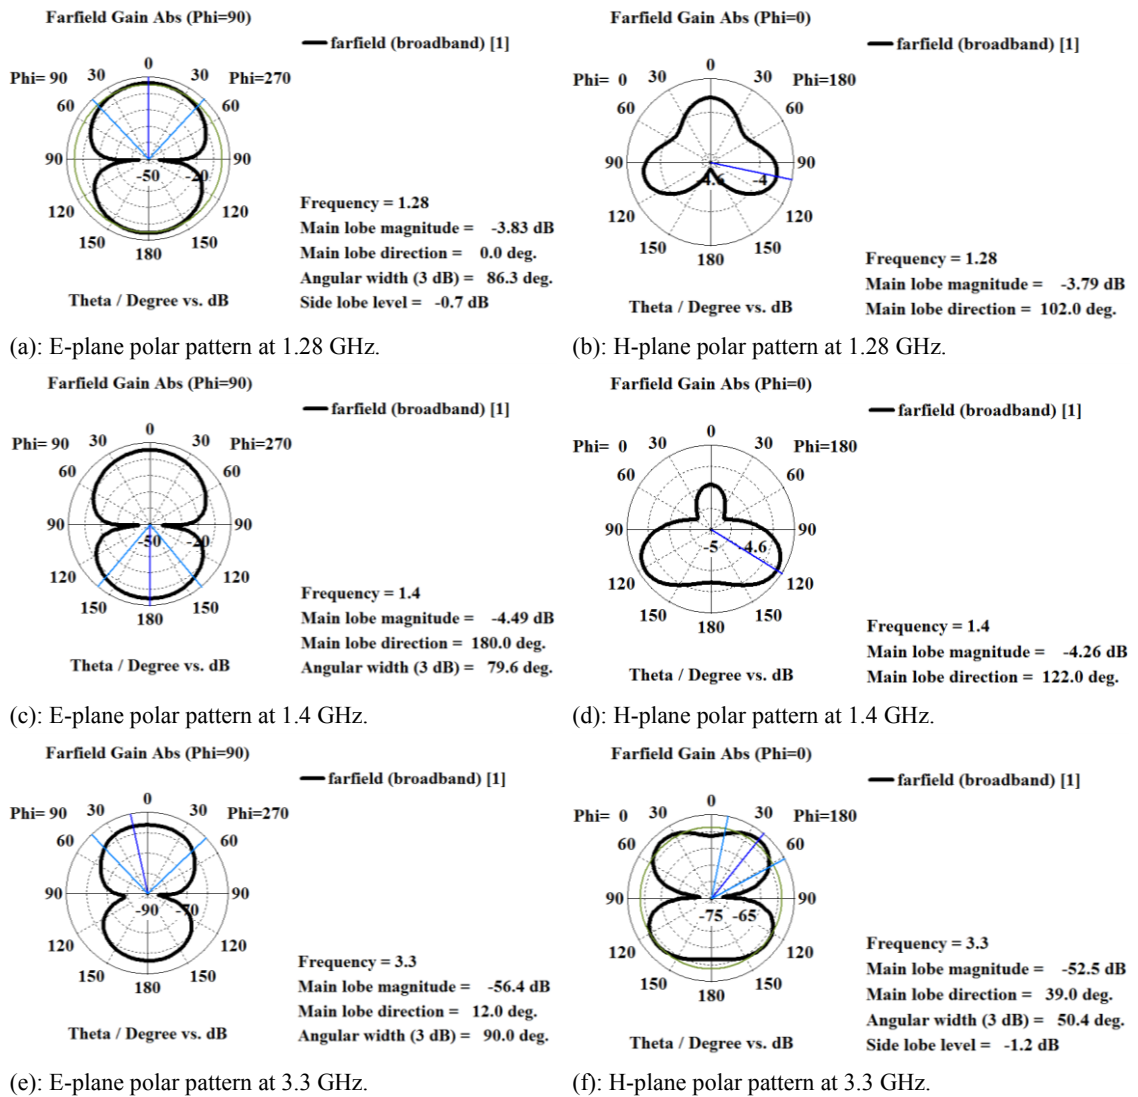 Farfield Gain Abs (Phi=90)
farfield (broadband) [1]
0
30 30
Phi= 90 Phi=270
60 60
90 90
-50 -20
120 120
150 150
180
Theta / Degree vs. dB
Frequency = 1.28
Main lobe magnitude = -3.83 dB
Main lobe direction = 0.0 deg.
Angular width (3 dB) = 86.3 deg.
Side lobe level = -0.7 dB
(a): E-plane polar pattern at 1.28 GHz.
Farfield Gain Abs (Phi=0)
farfield (broadband) [1]
0
30 30
Phi= 0 Phi=180
60 60
90 90
-4.6 -4
120 120
150 150
180
Theta / Degree vs. dB
Frequency = 1.28
Main lobe magnitude = -3.79 dB
Main lobe direction = 102.0 deg.
(b): H-plane polar pattern at 1.28 GHz.
Farfield Gain Abs (Phi=90)
farfield (broadband) [1]
0
30 30
Phi= 90 Phi=270
60 60
90 90
-50 -20
120 120
150 150
180
Theta / Degree vs. dB
Frequency = 1.4
Main lobe magnitude = -4.49 dB
Main lobe direction = 180.0 deg.
Angular width (3 dB) = 79.6 deg.
(c): E-plane polar pattern at 1.4 GHz.
Farfield Gain Abs (Phi=0)
farfield (broadband) [1]
0
30 30
Phi= 0 Phi=180
60 60
90 90
-5 -4.6
120 120
150 150
180
Theta / Degree vs. dB
Frequency = 1.4
Main lobe magnitude = -4.26 dB
Main lobe direction = 122.0 deg.
(d): H-plane polar pattern at 1.4 GHz.
Farfield Gain Abs (Phi=90)
farfield (broadband) [1]
0
30 30
Phi= 90 Phi=270
60 60
90 90
-90 -70
120 120
150 150
180
Theta / Degree vs. dB
Frequency = 3.3
Main lobe magnitude = -56.4 dB
Main lobe direction = 12.0 deg.
Angular width (3 dB) = 90.0 deg.
(e): E-plane polar pattern at 3.3 GHz.
Farfield Gain Abs (Phi=0)
farfield (broadband) [1]
0
30 30
Phi= 0 Phi=180
60 60
90 90
-75 -65
120 120
150 150
180
Theta / Degree vs. dB
Frequency = 3.3
Main lobe magnitude = -52.5 dB
Main lobe direction = 39.0 deg.
Angular width (3 dB) = 50.4 deg.
Side lobe level = -1.2 dB
(f): H-plane polar pattern at 3.3 GHz.